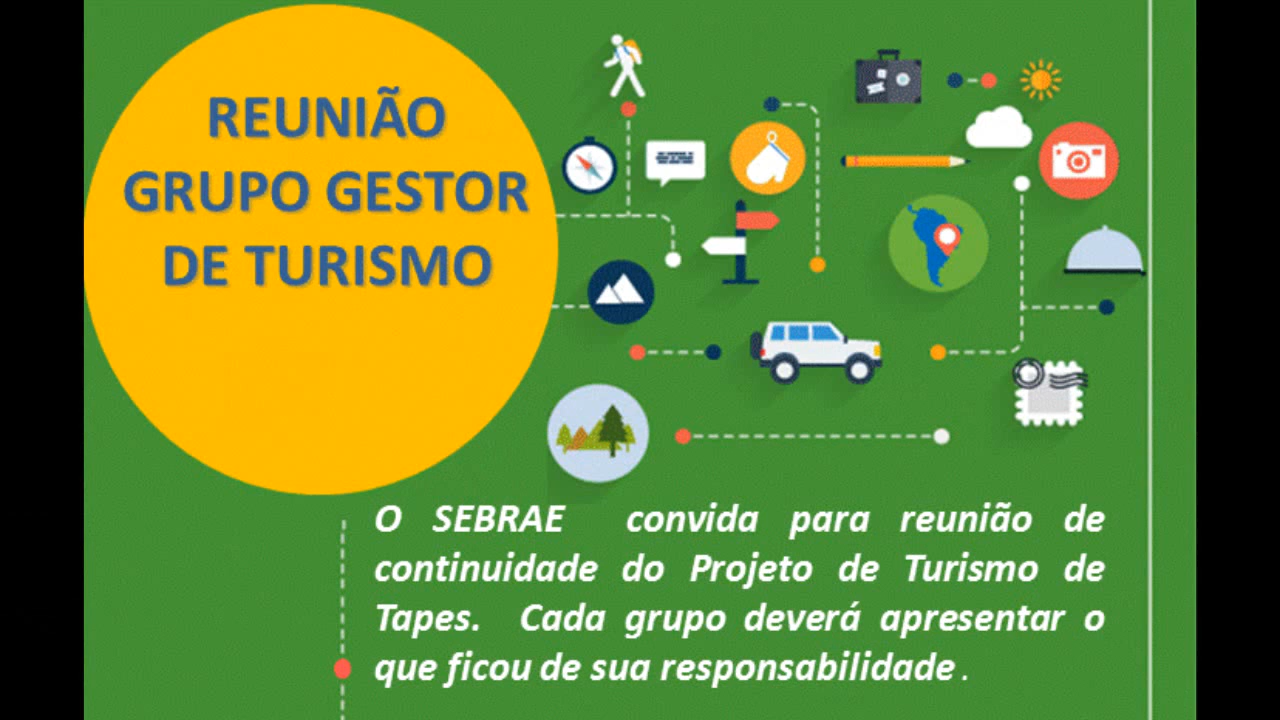 REUNIÃO
GRUPO GESTOR
DE TURISMO
O SEBRAE convida para reunião de
continuidade do Projeto de Turismo de
Tapes. Cada grupo deverá apresentar o
que ficou de sua responsabilidade .